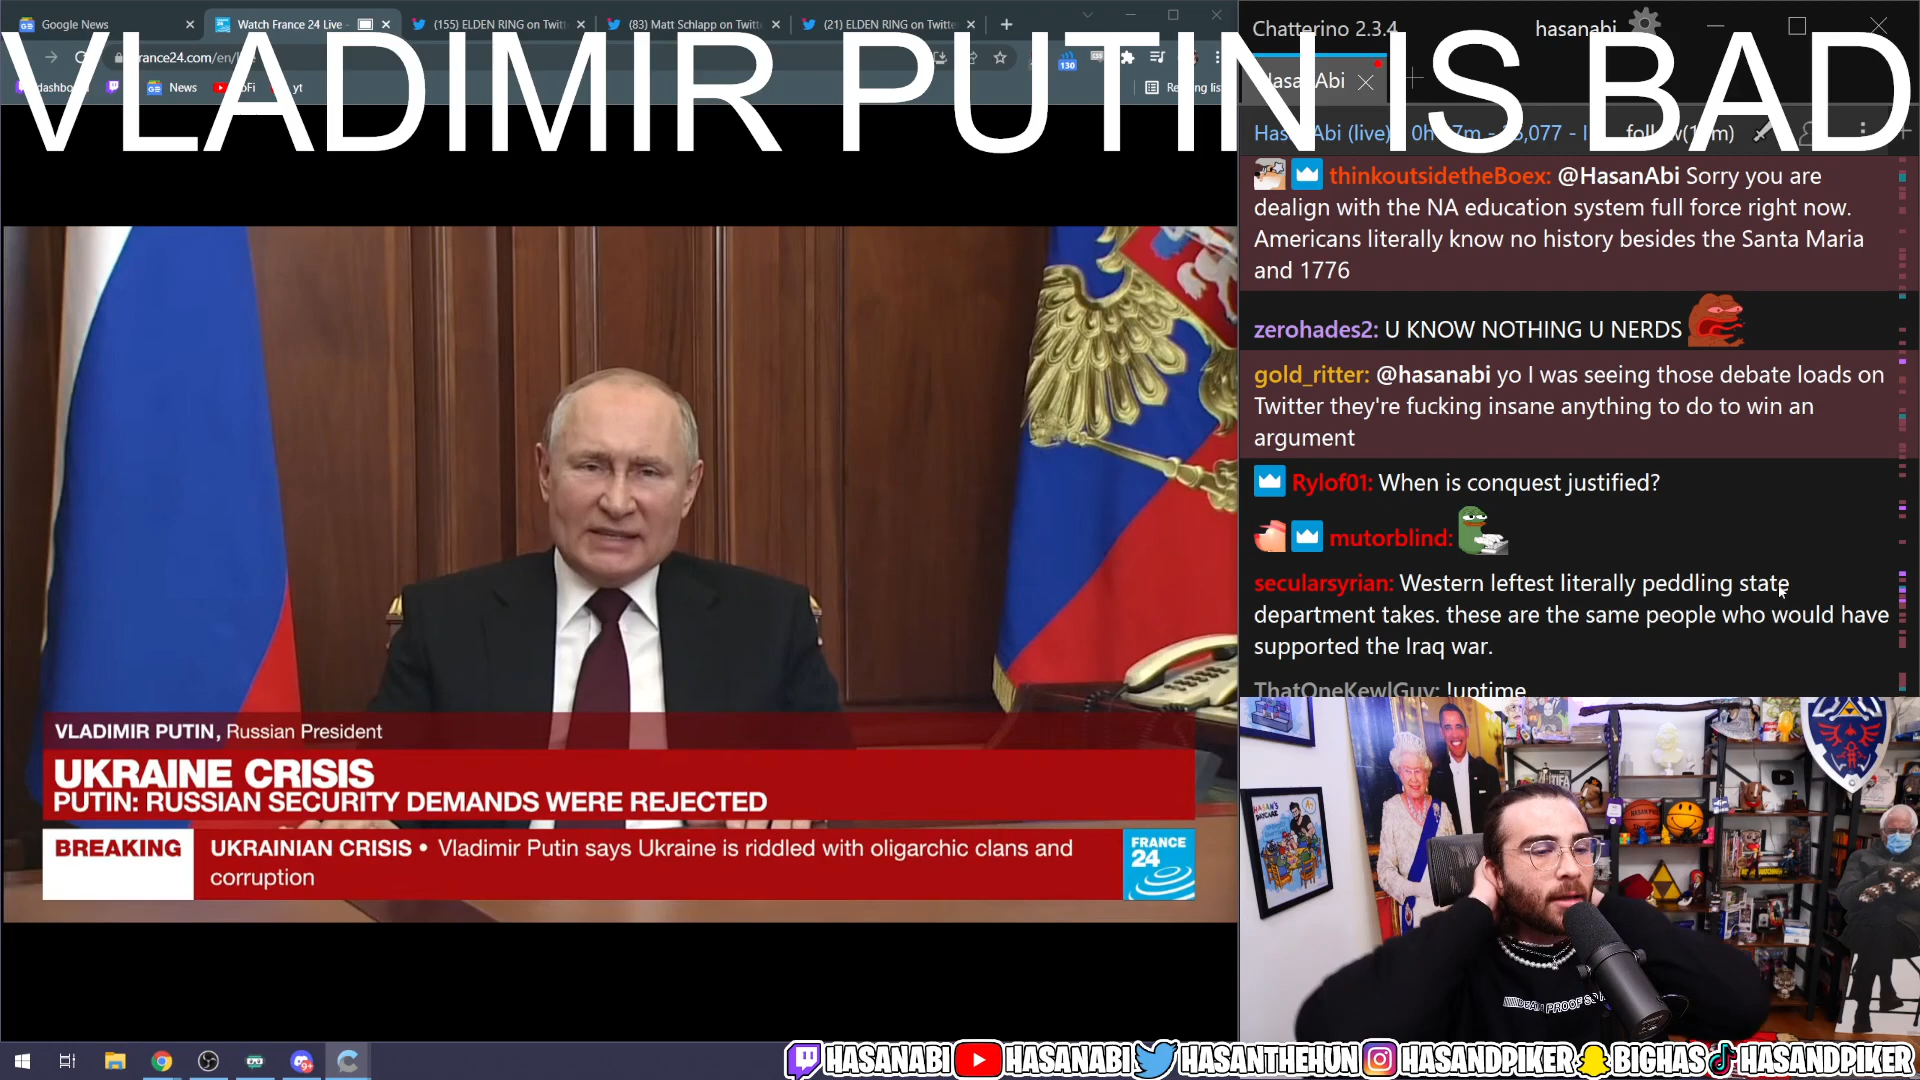 Google News
Watch France 24 Live -
(155) ELDEN RING on Twitt
(83) Matt Schlapp on Twitt
(21) ELDEN RING on Twitte
VLADIMIR PUTIN IS BAD
rance24.com/en/
130
News
yt
Chatterino 2.3.4
hasanabi
thinkoutsidetheBoex: @HasanAbi Sorry you are
dealign with the NA education system full force right now.
Americans literally know no history besides the Santa Maria
and 1776
zerohades2: U KNOW NOTHING U NERDS
gold_ritter: @hasanabi yo I was seeing those debate loads on
Twitter they're fucking insane anything to do to win an
argument
Rylof01: When is conquest justified?
mutorblind:
secularsyrian: Western leftest literally peddling state
department takes. these are the same people who would have
supported the Iraq war.
ThatOneKewlGuy: !uptime
VLADIMIR PUTIN, Russian President
UKRAINE CRISIS
PUTIN: RUSSIAN SECURITY DEMANDS WERE REJECTED
BREAKING
UKRAINIAN CRISIS • Vladimir Putin says Ukraine is riddled with oligarchic clans and
corruption
FRANCE
24
HASANABI HASANABI HASANTHEHUN HASANDPIKER BIGHAS HASANDPIKER